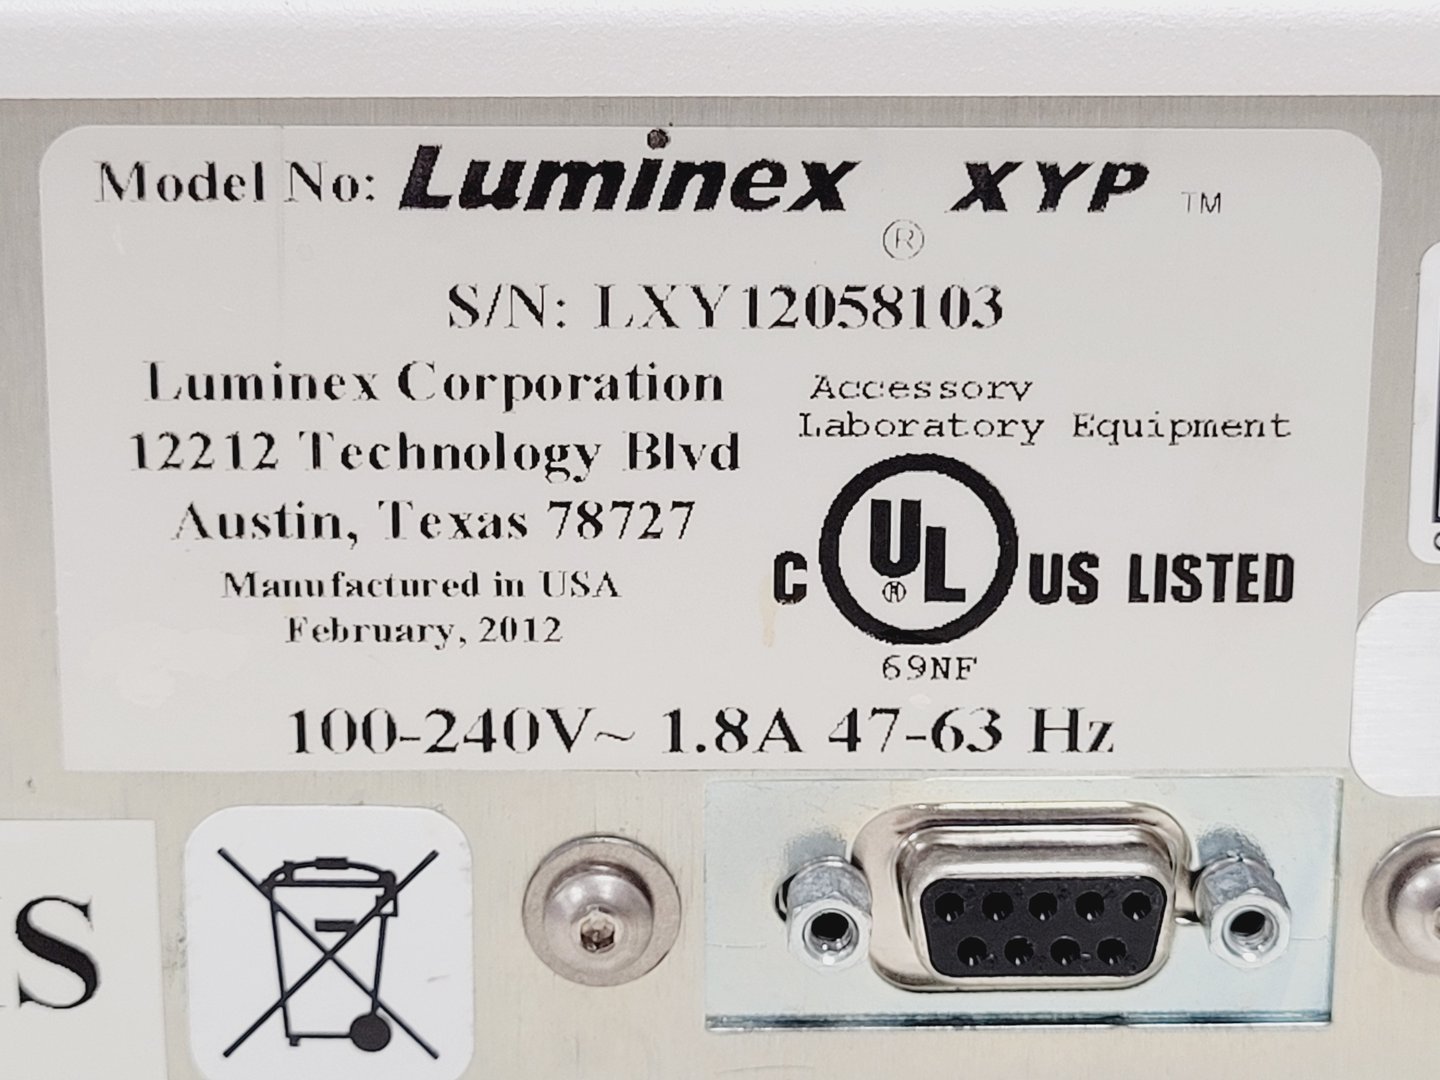 Model No: Luminex ® XYP ™
S/N: LXY12058103
Luminex Corporation
12212 Technology Blvd
Austin, Texas 78727
Manufactured in USA
February, 2012
Accessory
Laboratory Equipment
C UL ® US LISTED
69NF
100-240V~ 1.8A 47-63 Hz